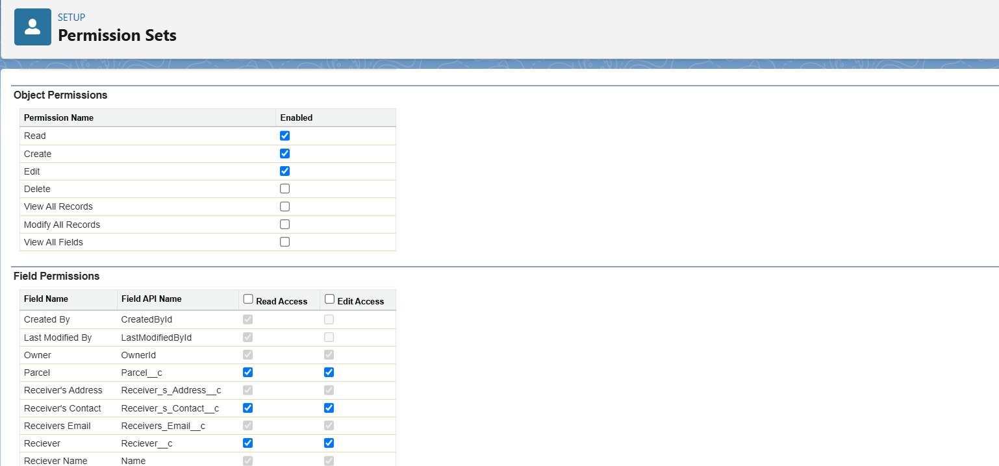 SETUP
Permission Sets
Object Permissions
Permission Name Enabled
Read
Create
Edit
Delete
View All Records
Modify All Records
View All Fields
Field Permissions
Field Name Field API Name Read Access Edit Access
Created By CreatedById
Last Modified By LastModifiedById
Owner OwnerId
Parcel Parcel__c
Receiver's Address Receiver_s_Address__c
Receiver's Contact Receiver_s_Contact__c
Receivers Email Receivers_Email__c
Reciever Reciever__c
Reciever Name Name